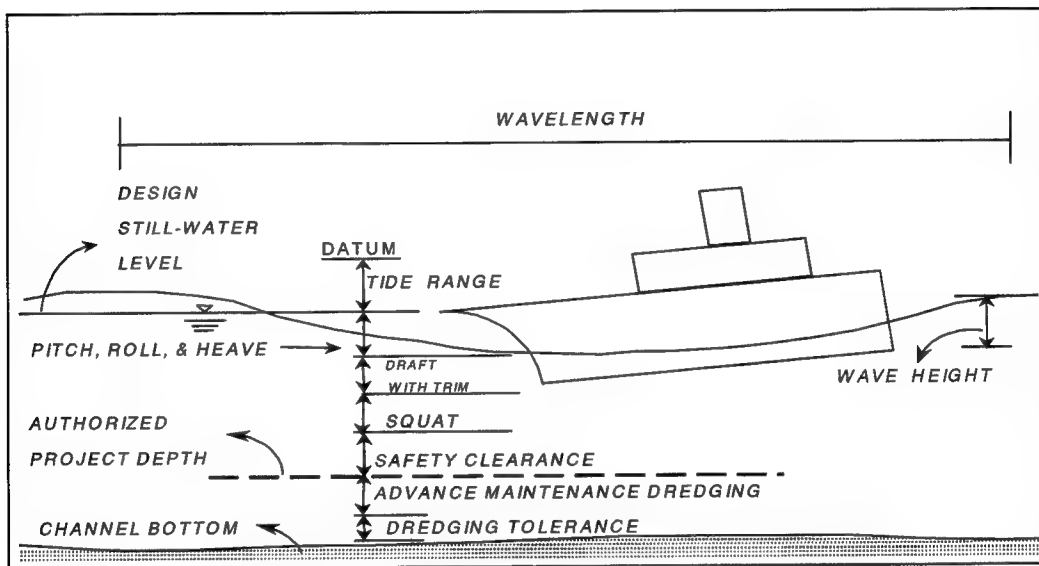 WAVELENGTH
DESIGN
STILL-WATER
LEVEL
DATUM
TIDE RANGE
PITCH, ROLL, & HEAVE
DRAFT
WITH TRIM
WAVE HEIGHT
SQUAT
AUTHORIZED
PROJECT DEPTH
SAFETY CLEARANCE
ADVANCE MAINTENANCE DREDGING
CHANNEL BOTTOM
DREDGING TOLERANCE